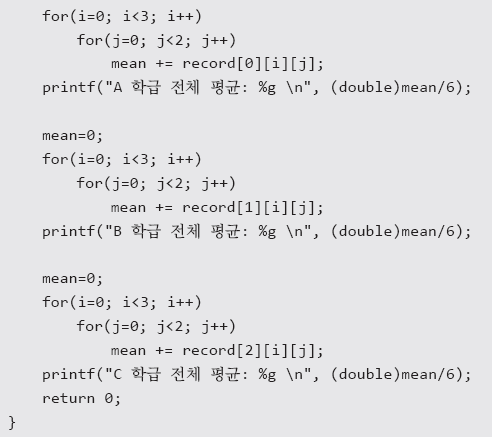 for(i=0; i<3; i++)
for(j=0; j<2; j++)
mean += record[0][i][j];
printf("A 학급 전체 평균: %g \n", (double)mean/6);
mean=0;
for(i=0; i<3; i++)
for(j=0; j<2; j++)
mean += record[1][i][j];
printf("B 학급 전체 평균: %g \n", (double)mean/6);
mean=0;
for(i=0; i<3; i++)
for(j=0; j<2; j++)
mean += record[2][i][j];
printf("C 학급 전체 평균: %g \n", (double)mean/6);
return 0;
}